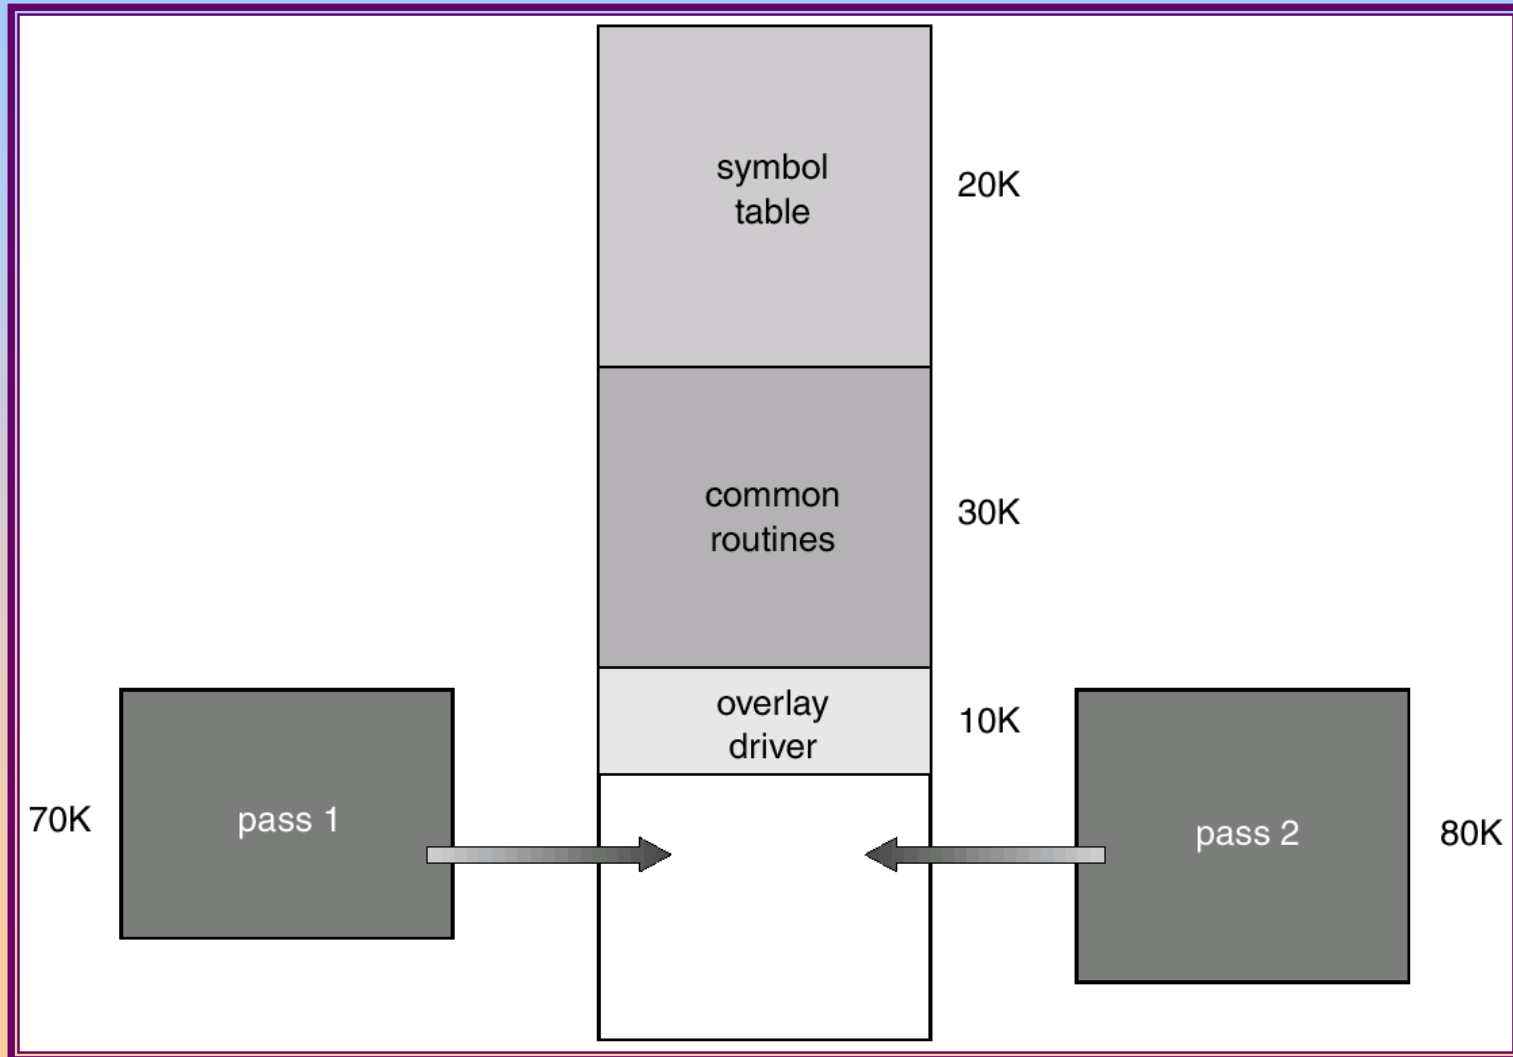 symbol
table
20K
common
routines
30K
overlay
driver
10K
70K
pass 1
pass 2
80K